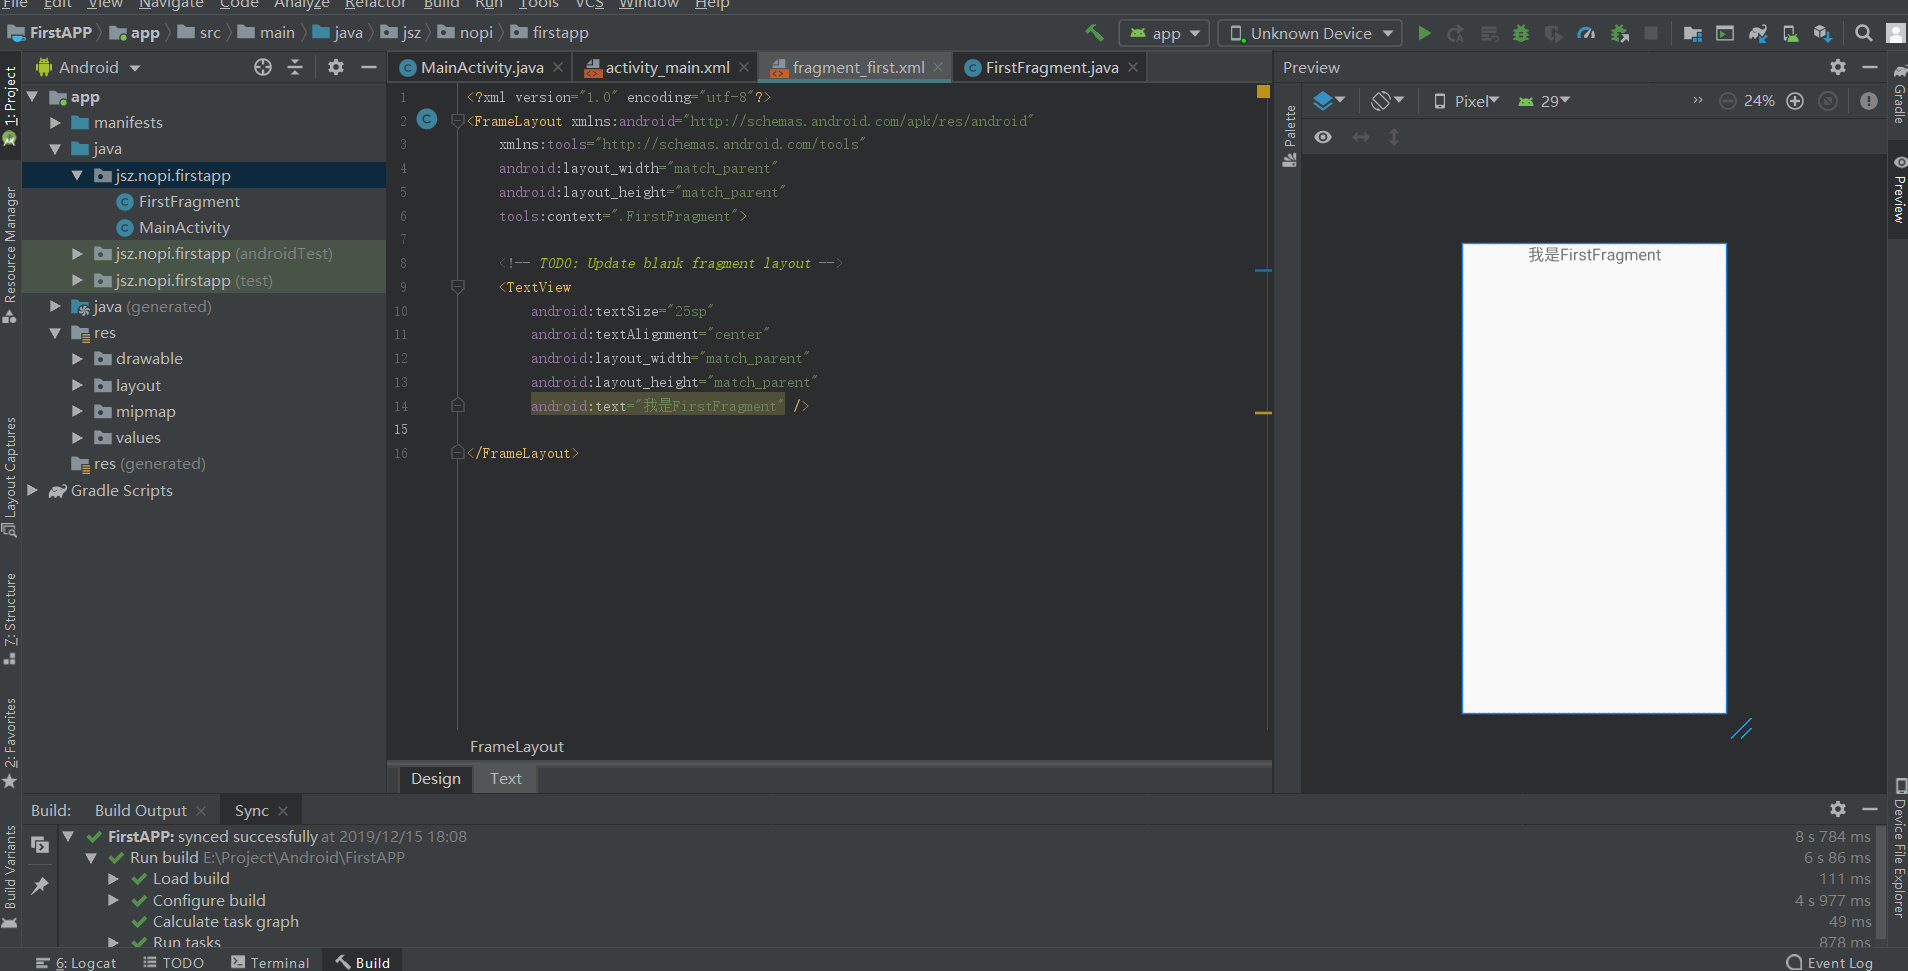 File Edit View Navigate Code Analyze Refactor Build Run Tools VCS Window Help
FirstAPP app src main java jsz nopi firstapp
app Unknown Device
Android
MainActivity.java activity_main.xml fragment_first.xml FirstFragment.java
Preview
Pixel 29 24%
app
manifests
java
jsz.nopi.firstapp
FirstFragment
MainActivity
jsz.nopi.firstapp (androidTest)
jsz.nopi.firstapp (test)
java (generated)
res
drawable
layout
mipmap
values
res (generated)
Gradle Scripts
1 <?xml version="1.0" encoding="utf-8"?>
2 <FrameLayout xmlns:android="http://schemas.android.com/apk/res/android"
3 xmlns:tools="http://schemas.android.com/tools"
4 android:layout_width="match_parent"
5 android:layout_height="match_parent"
6 tools:context=".FirstFragment">
7
8 <!-- TODO: Update blank fragment layout -->
9 <TextView
10 android:textSize="25sp"
11 android:textAlignment="center"
12 android:layout_width="match_parent"
13 android:layout_height="match_parent"
14 android:text="我是FirstFragment" />
15
16 </FrameLayout>
FrameLayout
Design Text
Palette
我是FirstFragment
1: Project
Resource Manager
Layout Captures
7: Structure
2: Favorites
Build Variants
Gradle
Preview
Device File Explorer
Build: Build Output Sync
FirstAPP: synced successfully at 2019/12/15 18:08 8 s 784 ms
Run build E:\Project\Android\FirstAPP 6 s 86 ms
Load build 111 ms
Configure build 4 s 977 ms
Calculate task graph 49 ms
Run tasks 878 ms
6: Logcat TODO Terminal Build Event Log